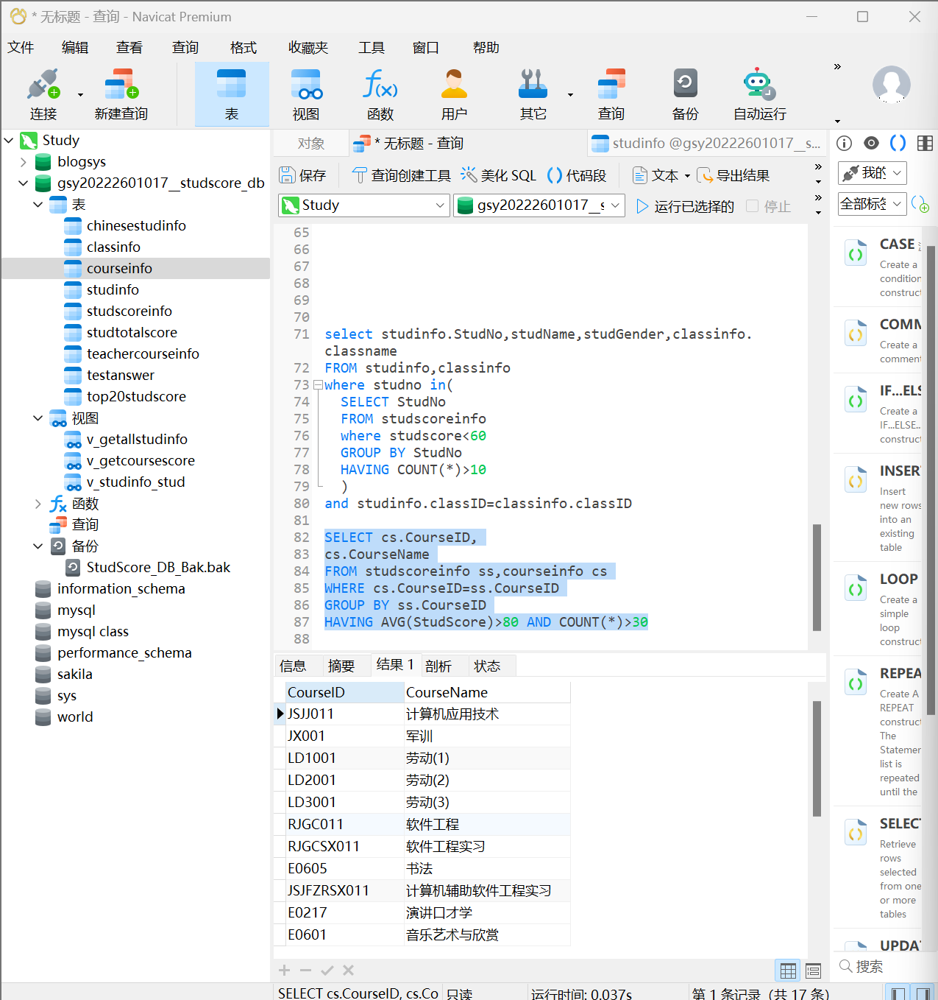 * 无标题 - 查询 - Navicat Premium
文件 编辑 查看 查询 格式 收藏夹 工具 窗口 帮助
连接 新建查询 表 视图 函数 用户 其它 查询 备份 自动运行
Study
blogsys
gsy20222601017__studscore_db
表
chinesestudinfo
classinfo
courseinfo
studinfo
studscoreinfo
studtotalscore
teachercourseinfo
testanswer
top20studscore
视图
v_getallstudinfo
v_getcoursescore
v_studinfo_stud
函数
查询
备份
StudScore_DB_Bak.bak
information_schema
mysql
mysql class
performance_schema
sakila
sys
world
对象 * 无标题 - 查询 studinfo @gsy20222601017__s...
保存 查询创建工具 美化 SQL 代码段 文本 导出结果
Study gsy20222601017__s 运行已选择的 停止
65
66
67
68
69
70
71 select studinfo.StudNo,studName,studGender,classinfo.
classname
72 FROM studinfo,classinfo
73 where studno in(
74 SELECT StudNo
75 FROM studscoreinfo
76 where studscore<60
77 GROUP BY StudNo
78 HAVING COUNT(*)>10
79 )
80 and studinfo.classID=classinfo.classID
81
82 SELECT cs.CourseID,
83 cs.CourseName
84 FROM studscoreinfo ss,courseinfo cs
85 WHERE cs.CourseID=ss.CourseID
86 GROUP BY ss.CourseID
87 HAVING AVG(StudScore)>80 AND COUNT(*)>30
88
信息 摘要 结果 1 剖析 状态
CourseID CourseName
JSJJ011 计算机应用技术
JX001 军训
LD1001 劳动(1)
LD2001 劳动(2)
LD3001 劳动(3)
RJGC011 软件工程
RJGCSX011 软件工程实习
E0605 书法
JSJFZRSX011 计算机辅助软件工程实习
E0217 演讲口才学
E0601 音乐艺术与欣赏
SELECT cs.CourseID, cs.Co 只读 运行时间: 0.037s 第 1 条记录（共 17 条）
我的
全部标签
CASE
Create a
condition
construct
COMM
Create a
comment
IF...ELS
Create a
IF...ELSE...
construct
INSERT
Insert
new rows
into an
existing
table
LOOP
Create a
simple
loop
construct
REPEA
Create A
REPEAT
construct
The
Statemer
list is
repeated
until the
SELECT
Retrieve
rows
selected
from one
or more
tables
UPDA
搜索